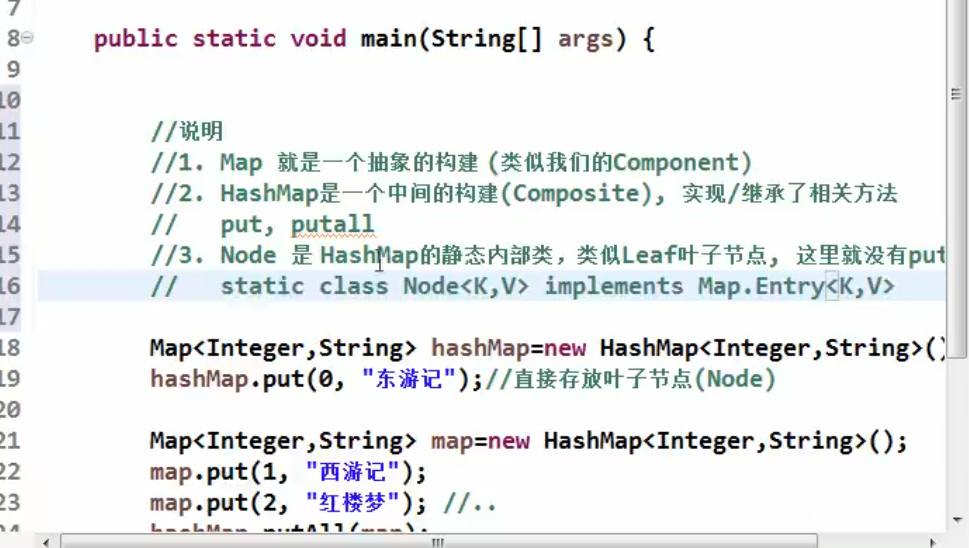 7
8 public static void main(String[] args) {
9
10
11 //说明
12 //1. Map 就是一个抽象的构建 (类似我们的Component)
13 //2. HashMap是一个中间的构建(Composite), 实现/继承了相关方法
14 // put, putall
15 //3. Node 是 HashMap的静态内部类, 类似Leaf叶子节点, 这里就没有put
16 // static class Node<K,V> implements Map.Entry<K,V>
17
18 Map<Integer,String> hashMap=new HashMap<Integer,String>()
19 hashMap.put(0, "东游记");//直接存放叶子节点(Node)
20
21 Map<Integer,String> map=new HashMap<Integer,String>();
22 map.put(1, "西游记");
23 map.put(2, "红楼梦"); //..
24 hashMap.putAll(map);